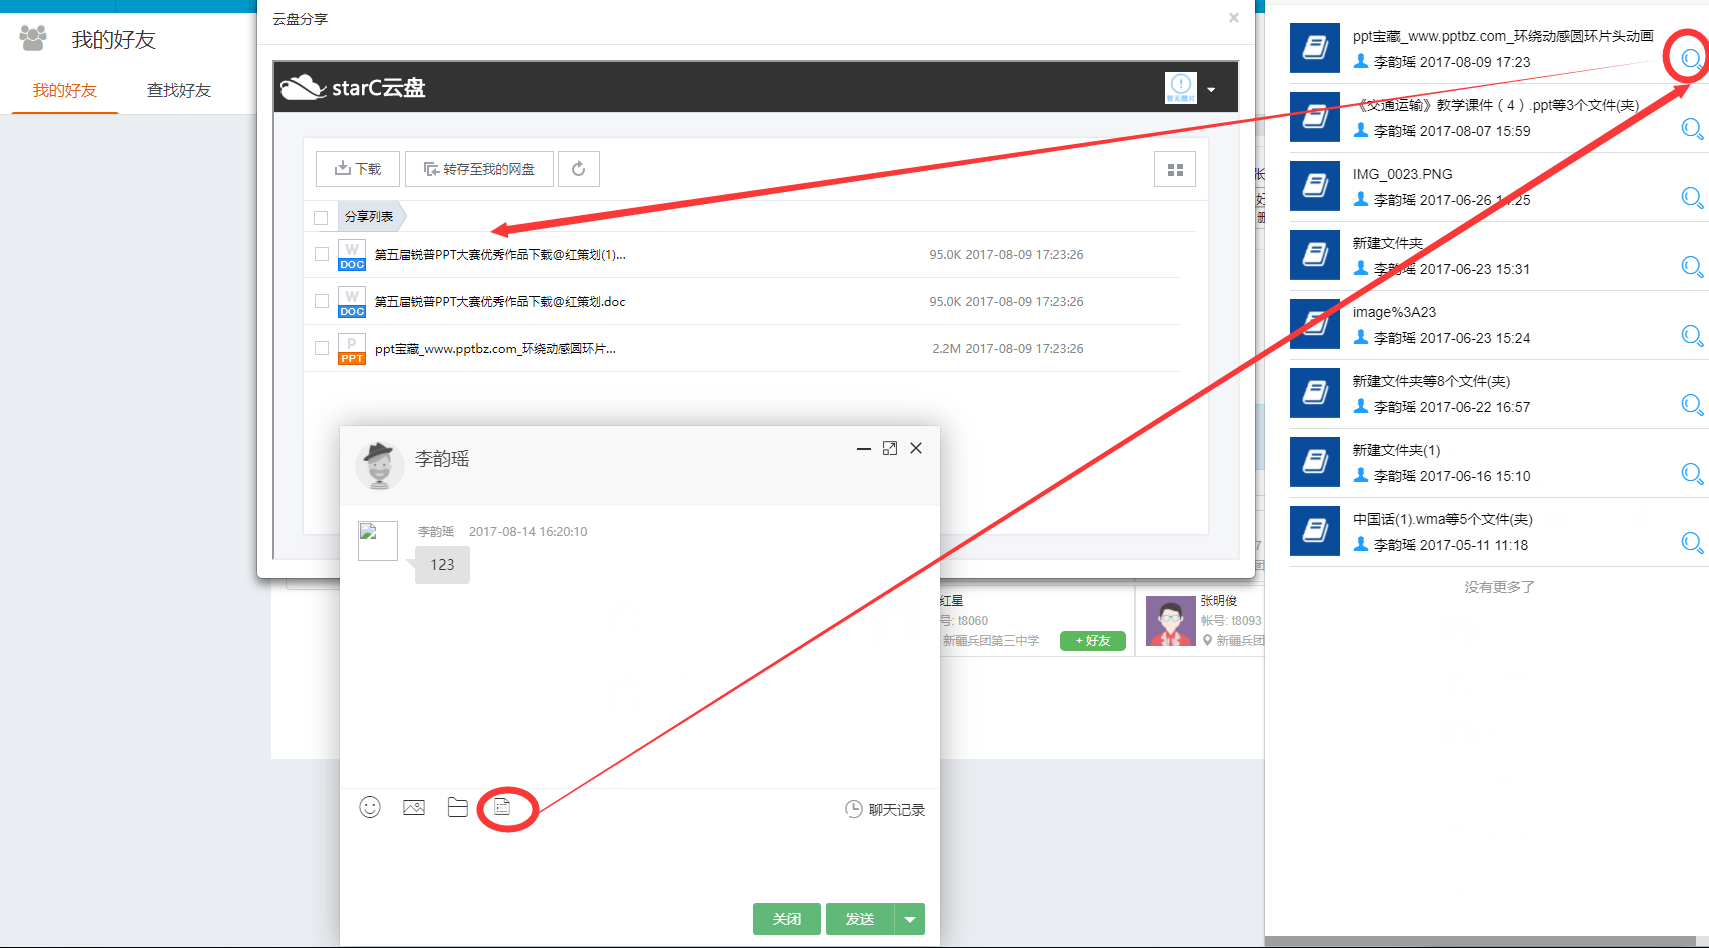 我的好友
我的好友
查找好友
云盘分享
×
starC云盘
下载
转存至我的网盘
分享列表
W
DOC
第五届锐普PPT大赛优秀作品下载@红策划(1)...
95.0K 2017-08-09 17:23:26
W
DOC
第五届锐普PPT大赛优秀作品下载@红策划.doc
95.0K 2017-08-09 17:23:26
P
PPT
ppt宝藏_www.pptbz.com_环绕动感圆环片...
2.2M 2017-08-09 17:23:26
李韵瑶
李韵瑶 2017-08-14 16:20:10
123
聊天记录
关闭
发送
红星
号: t8060
新疆兵团第三中学
+ 好友
张明俊
帐号: t8093
新疆兵团
ppt宝藏_www.pptbz.com_环绕动感圆环片头动画
李韵瑶 2017-08-09 17:23
《交通运输》教学课件（4）.ppt等3个文件(夹)
李韵瑶 2017-08-07 15:59
IMG_0023.PNG
李韵瑶 2017-06-26 14:25
新建文件夹
李韵瑶 2017-06-23 15:31
image%3A23
李韵瑶 2017-06-23 15:24
新建文件夹等8个文件(夹)
李韵瑶 2017-06-22 16:57
新建文件夹(1)
李韵瑶 2017-06-16 15:10
中国话(1).wma等5个文件(夹)
李韵瑶 2017-05-11 11:18
没有更多了